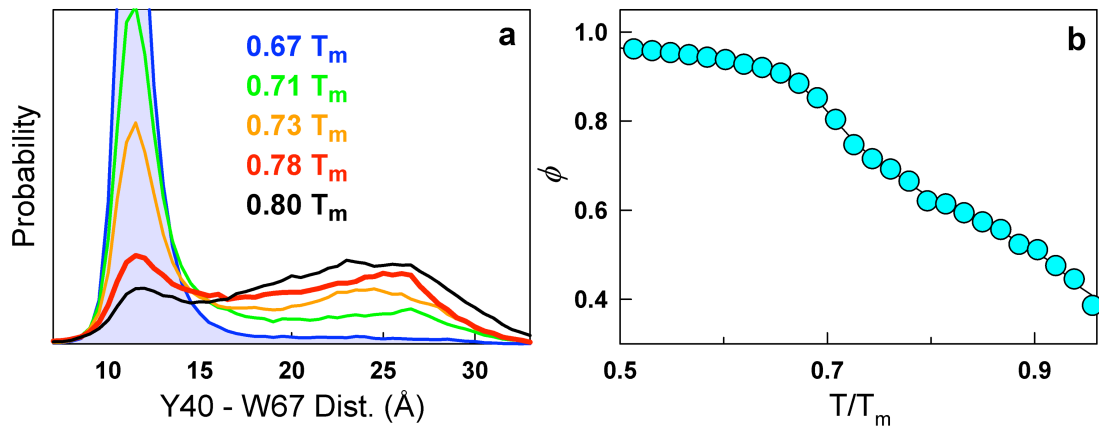 a
0.67 Tm
0.71 Tm
0.73 Tm
0.78 Tm
0.80 Tm
Probability
10 15 20 25 30
Y40 - W67 Dist. (Å)
b
1.0
0.8
0.6
0.4
ϕ
0.5 0.7 0.9
T/Tm